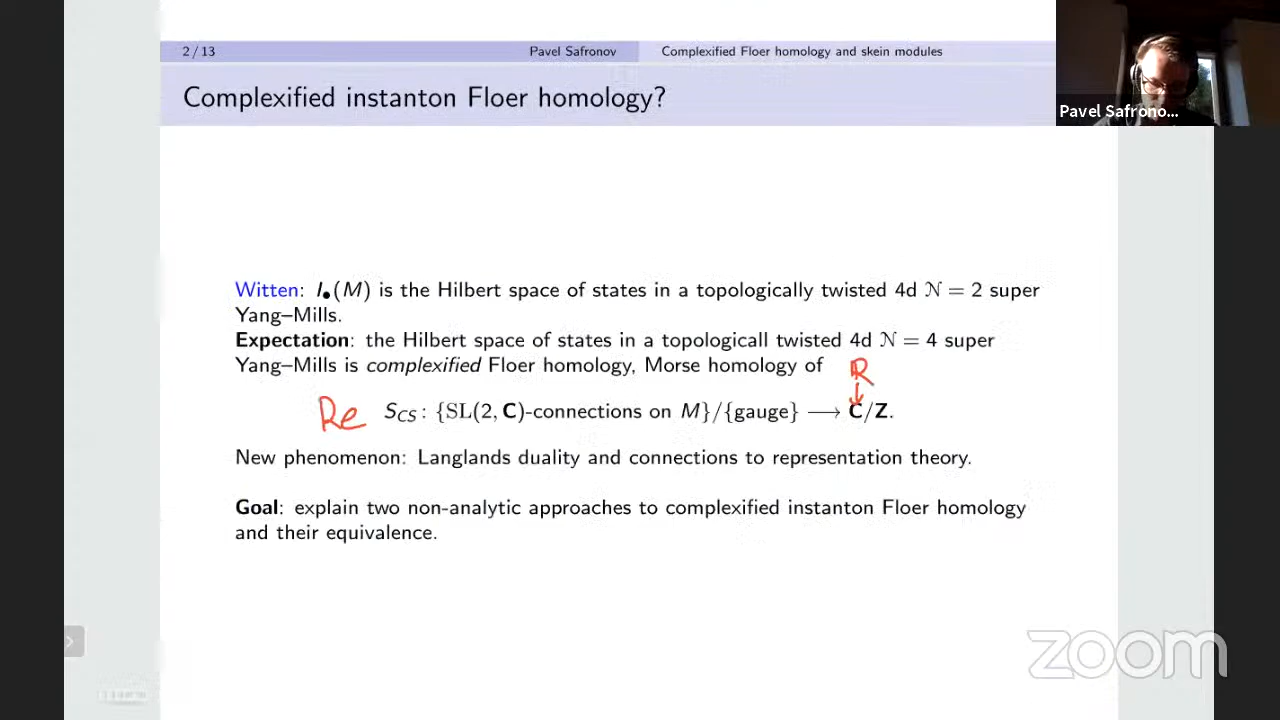 2 / 13 Pavel Safronov Complexified Floer homology and skein modules
Complexified instanton Floer homology?
Pavel Safrono...
Witten: I•(M) is the Hilbert space of states in a topologically twisted 4d N = 2 super
Yang–Mills.
Expectation: the Hilbert space of states in a topologicall twisted 4d N = 4 super
Yang–Mills is complexified Floer homology, Morse homology of
R
↓
Re S_CS : {SL(2, C)-connections on M}/{gauge} ⟶ C/Z.
New phenomenon: Langlands duality and connections to representation theory.
Goal: explain two non-analytic approaches to complexified instanton Floer homology
and their equivalence.
zoom